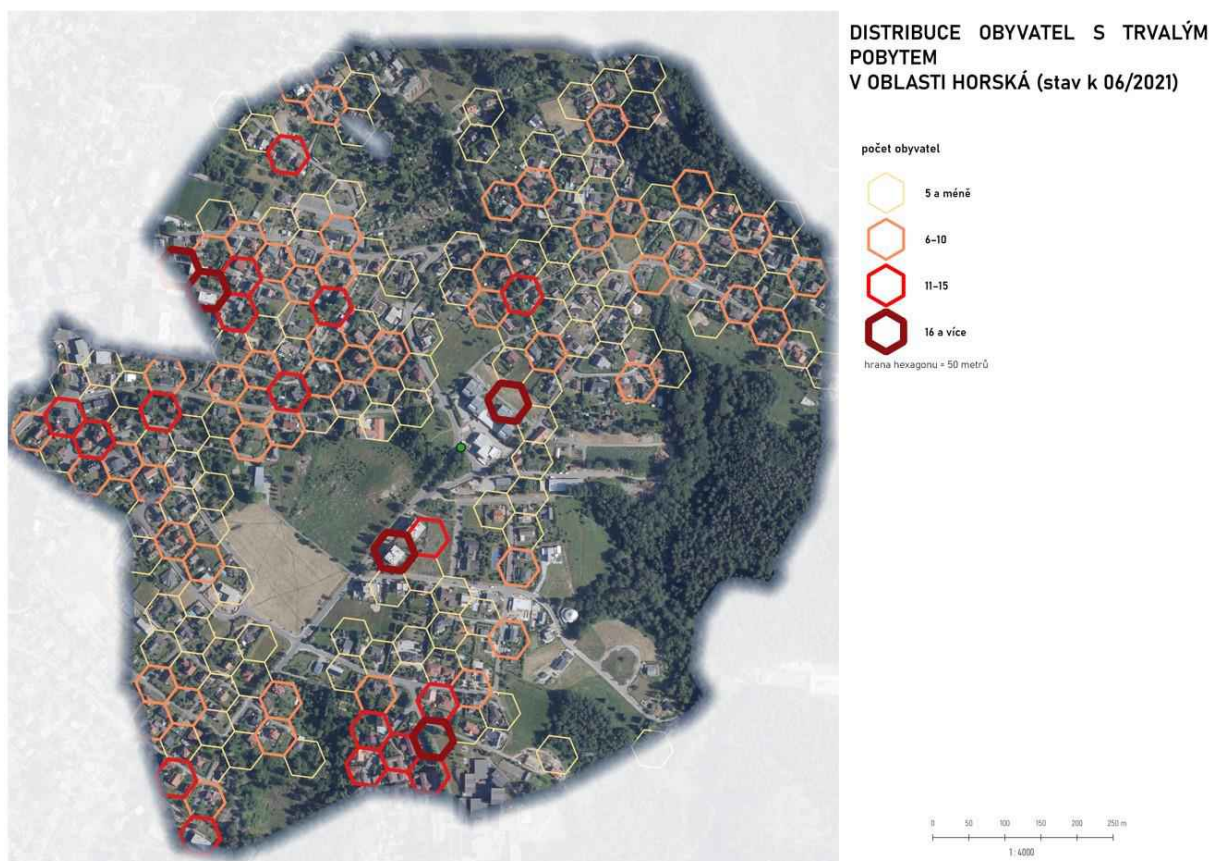 DISTRIBUCE OBYVATEL S TRVALÝM
POBYTEM
V OBLASTI HORSKÁ (stav k 06/2021)
počet obyvatel
5 a méně
6–10
11–15
16 a více
hrana hexagonu = 50 metrů
0 50 100 150 200 250 m
1 : 4000